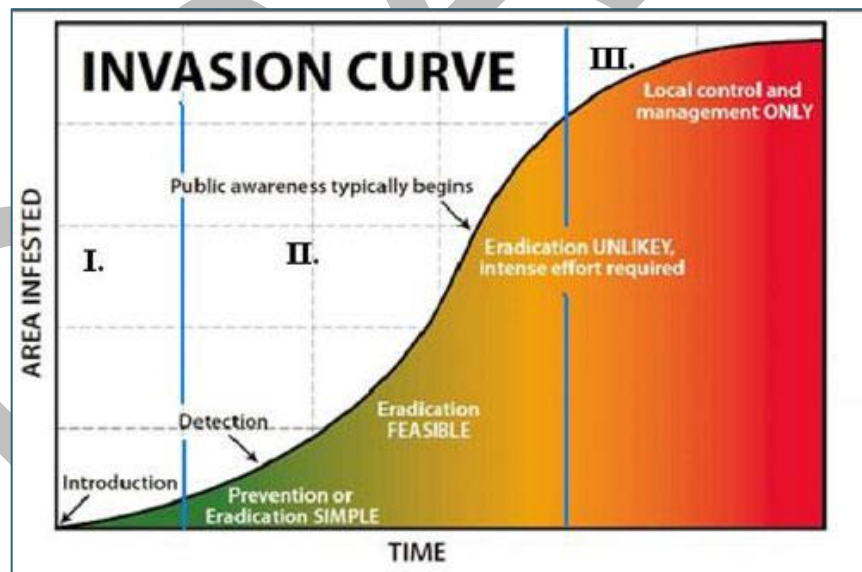 INVASION CURVE
III.
Local control and
management ONLY
Public awareness typically begins
I.
II.
Eradication UNLIKEY,
intense effort required
AREA INFESTED
Detection
Eradication
FEASIBLE
Introduction
Prevention or
Eradication SIMPLE
TIME